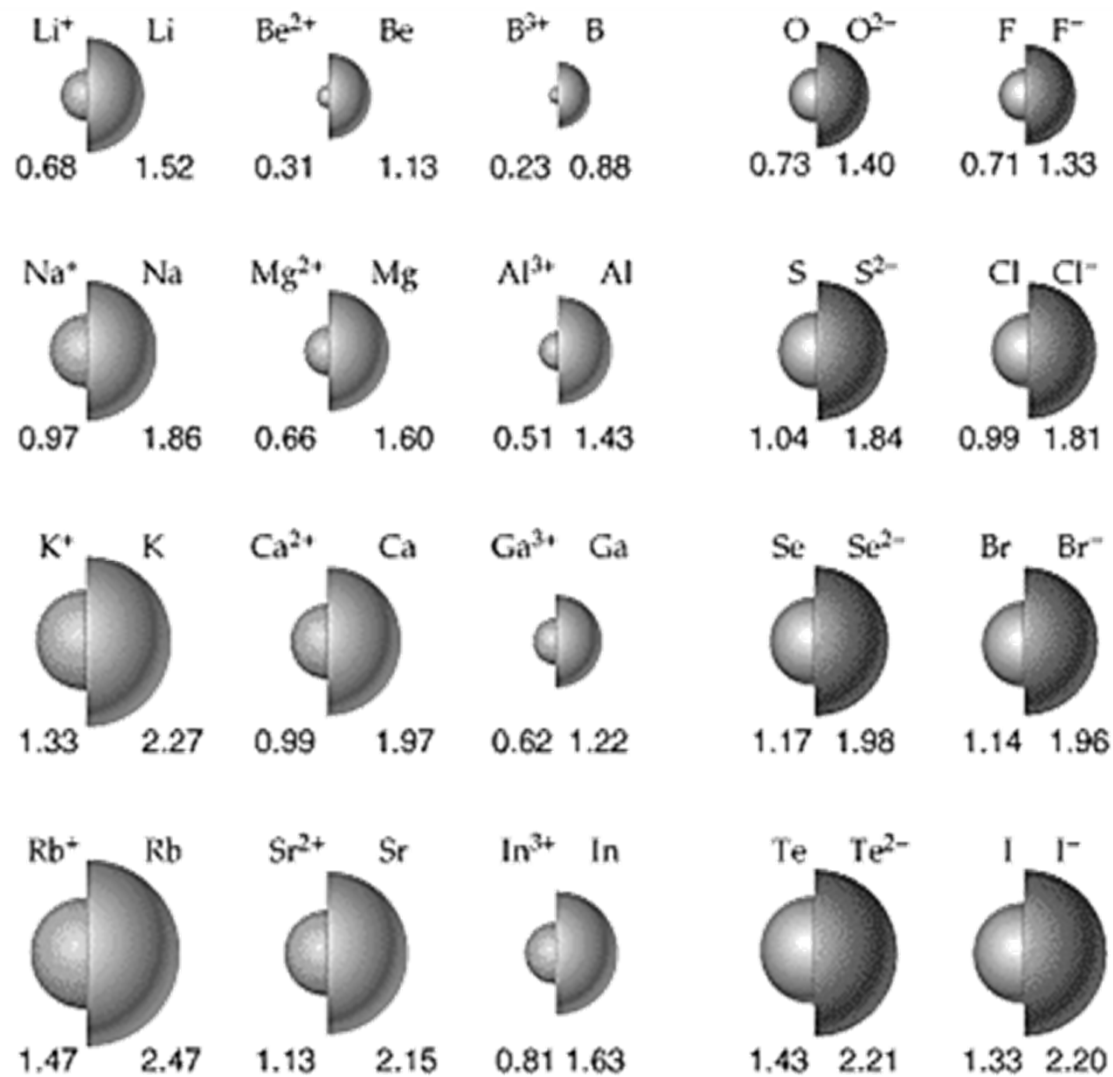 Li⁺ Li Be²⁺ Be B³⁺ B O O²⁻ F F⁻
0.68 1.52 0.31 1.13 0.23 0.88 0.73 1.40 0.71 1.33
Na⁺ Na Mg²⁺ Mg Al³⁺ Al S S²⁻ Cl Cl⁻
0.97 1.86 0.66 1.60 0.51 1.43 1.04 1.84 0.99 1.81
K⁺ K Ca²⁺ Ca Ga³⁺ Ga Se Se²⁻ Br Br⁻
1.33 2.27 0.99 1.97 0.62 1.22 1.17 1.98 1.14 1.96
Rb⁺ Rb Sr²⁺ Sr In³⁺ In Te Te²⁻ I I⁻
1.47 2.47 1.13 2.15 0.81 1.63 1.43 2.21 1.33 2.20